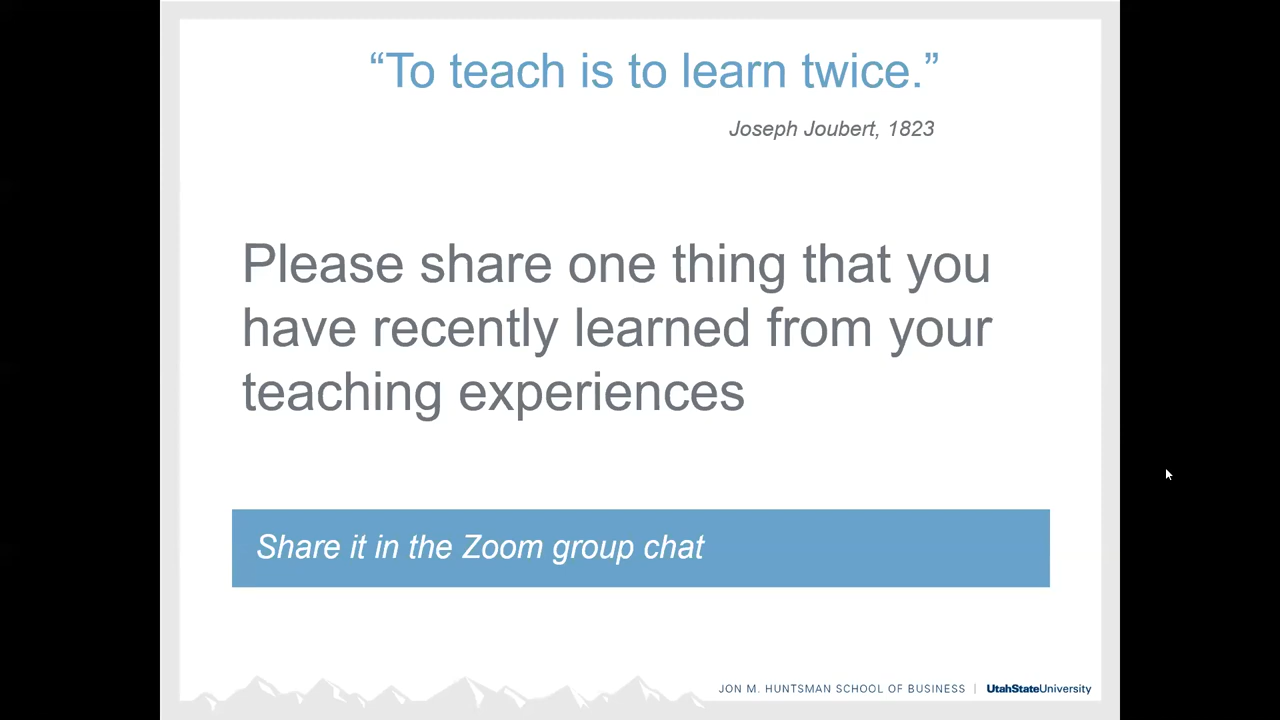 “To teach is to learn twice.”
Joseph Joubert, 1823
Please share one thing that you
have recently learned from your
teaching experiences
Share it in the Zoom group chat
JON M. HUNTSMAN SCHOOL OF BUSINESS | UtahStateUniversity